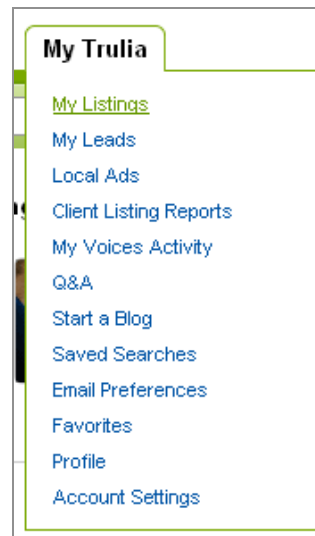 My Trulia
My Listings
My Leads
Local Ads
Client Listing Reports
My Voices Activity
Q&A
Start a Blog
Saved Searches
Email Preferences
Favorites
Profile
Account Settings